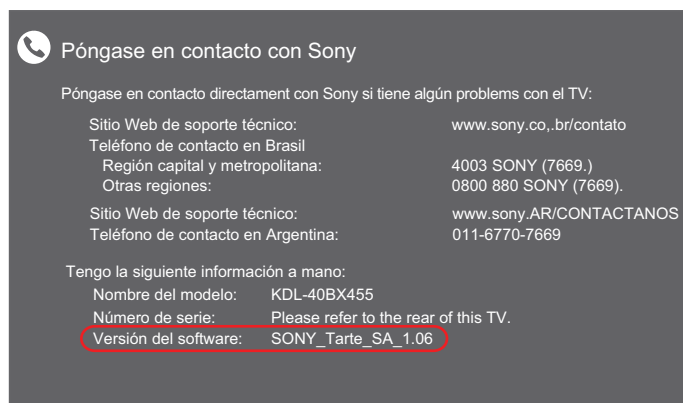 Póngase en contacto con Sony
Póngase en contacto directament con Sony si tiene algún problems con el TV:
Sitio Web de soporte técnico: www.sony.co,.br/contato
Teléfono de contacto en Brasil
Región capital y metropolitana: 4003 SONY (7669.)
Otras regiones: 0800 880 SONY (7669).
Sitio Web de soporte técnico: www.sony.AR/CONTACTANOS
Teléfono de contacto en Argentina: 011-6770-7669
Tengo la siguiente información a mano:
Nombre del modelo: KDL-40BX455
Número de serie: Please refer to the rear of this TV.
Versión del software: SONY_Tarte_SA_1.06